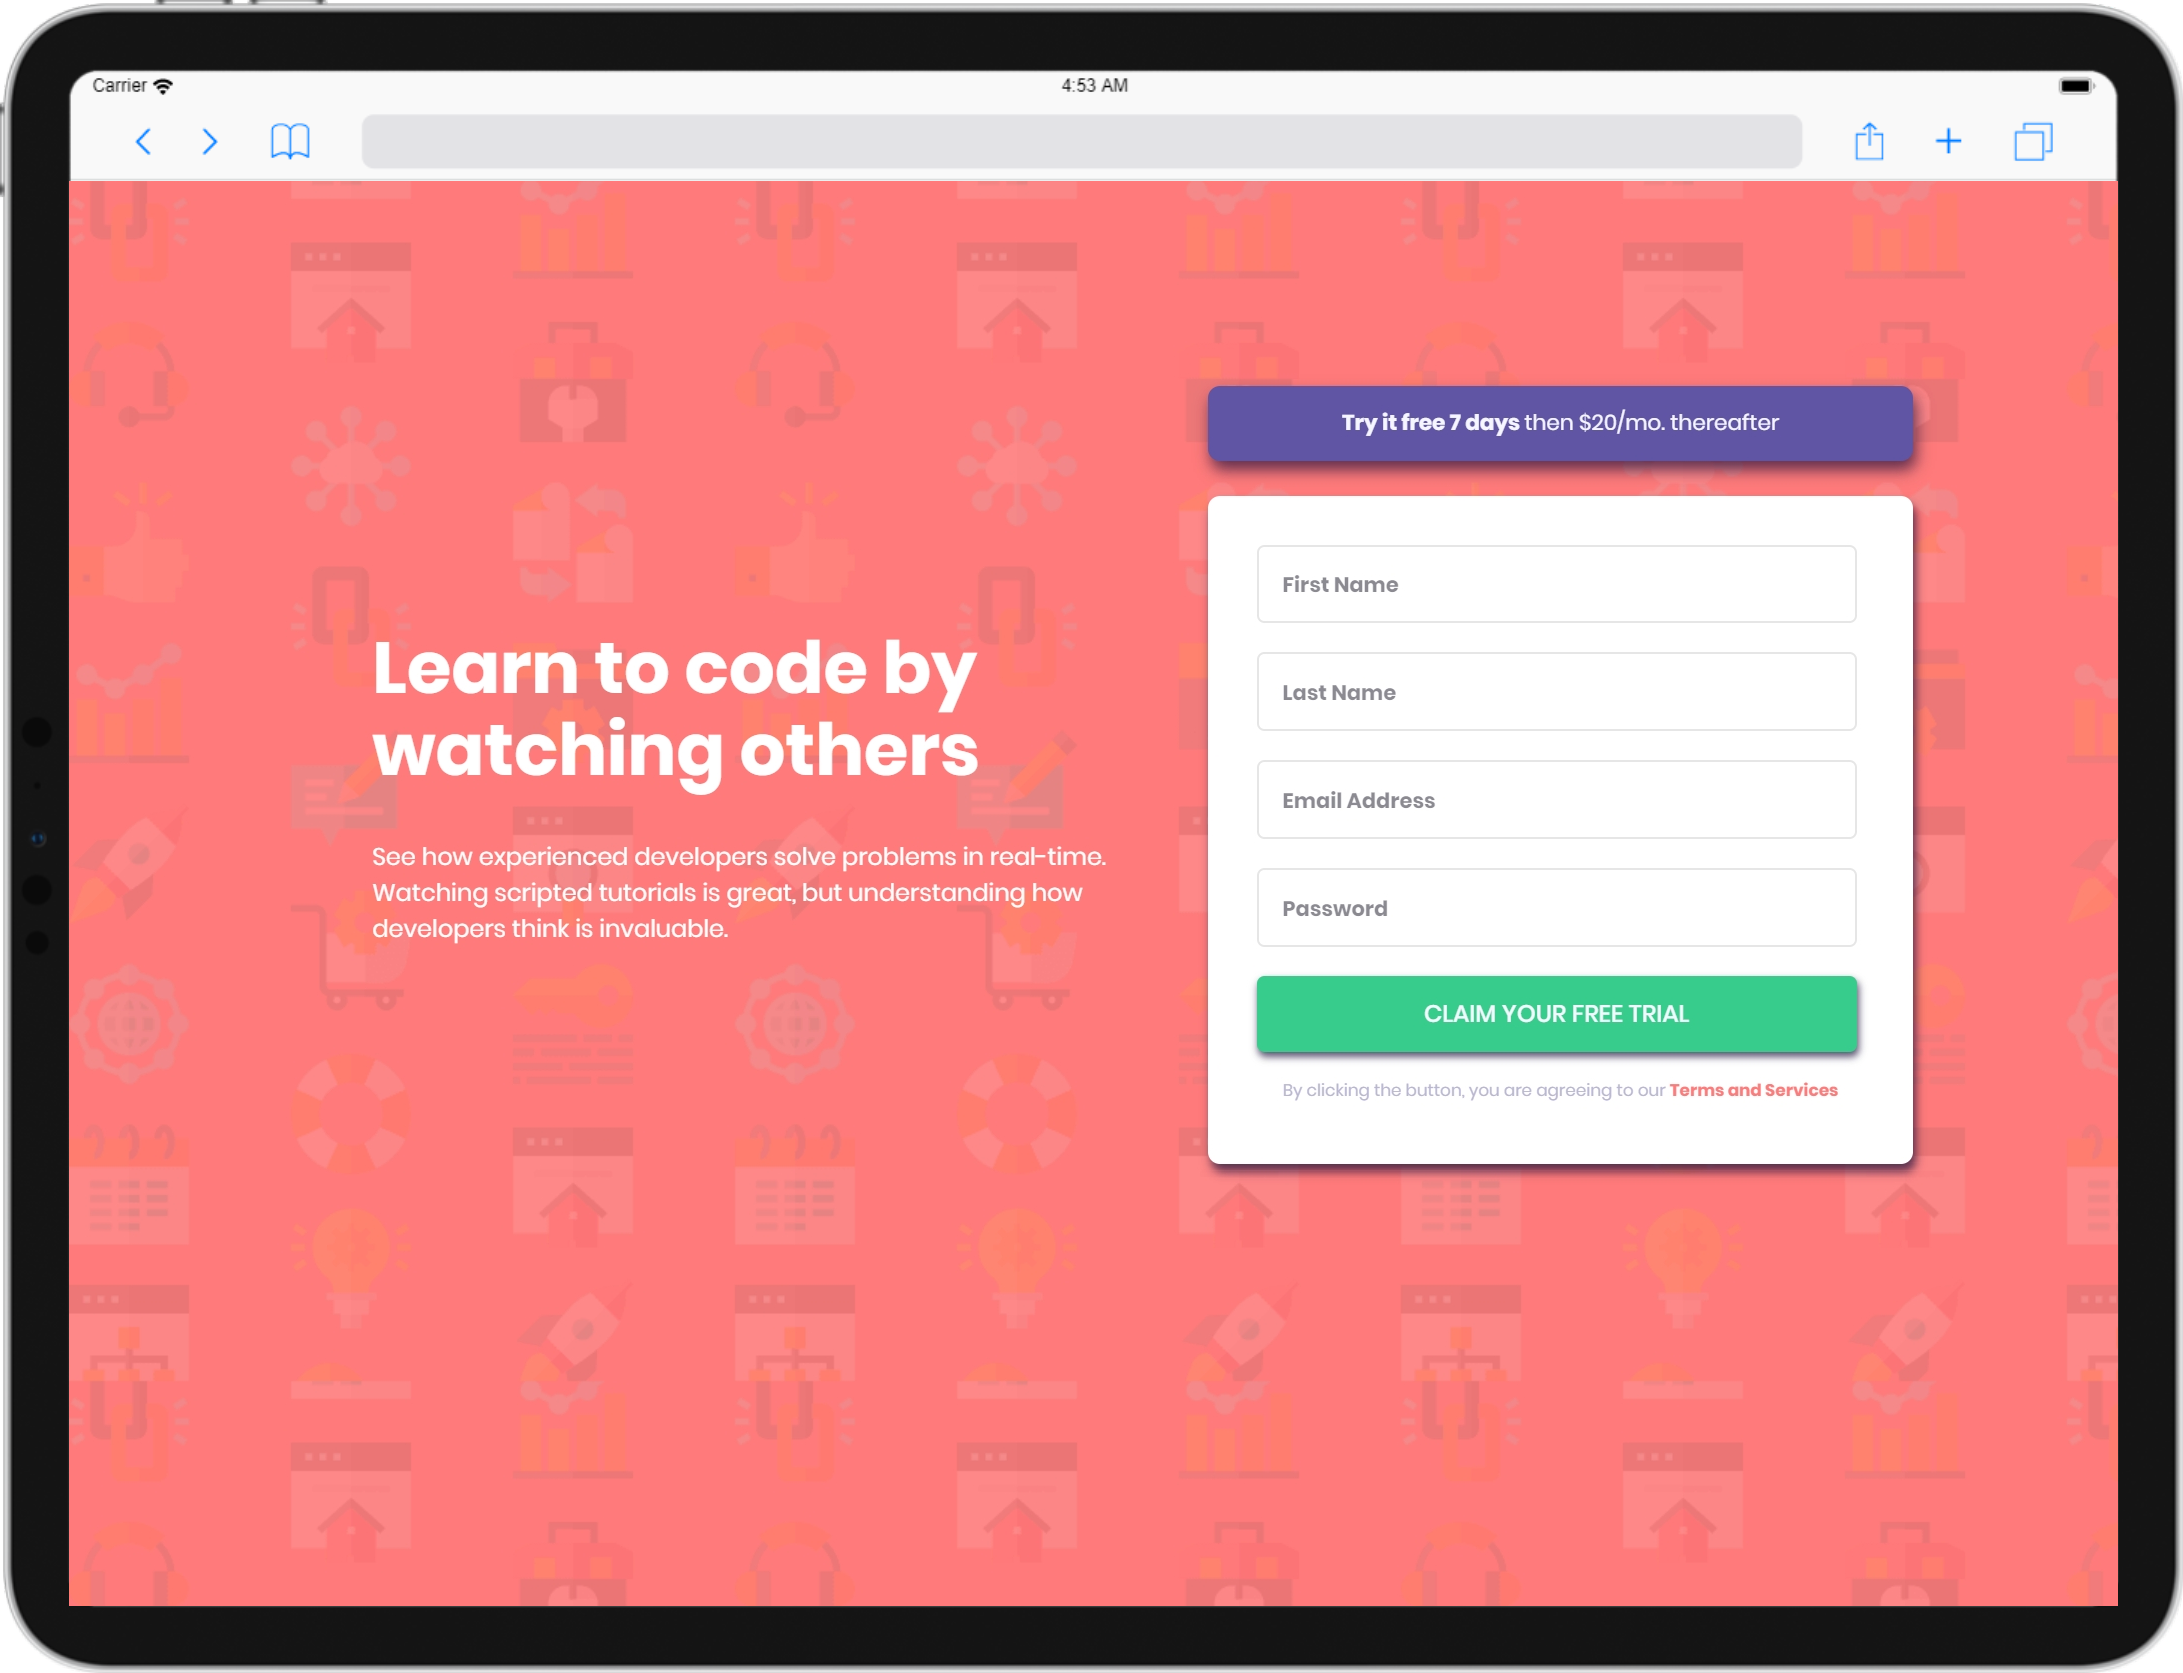 Carrier
4:53 AM
Learn to code by
watching others
See how experienced developers solve problems in real-time.
Watching scripted tutorials is great, but understanding how
developers think is invaluable.
Try it free 7 days then $20/mo. thereafter
First Name
Last Name
Email Address
Password
CLAIM YOUR FREE TRIAL
By clicking the button, you are agreeing to our Terms and Services